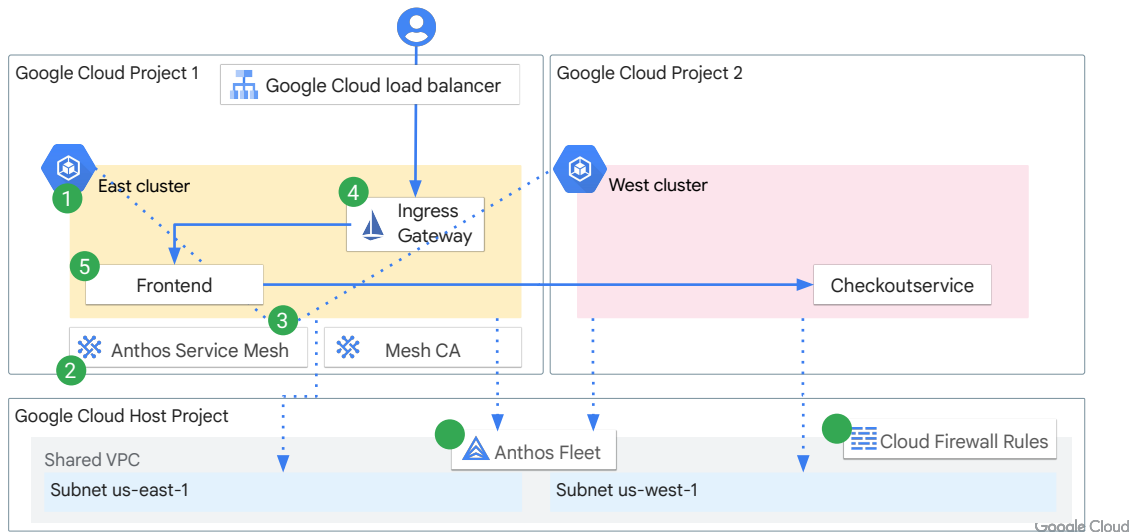 Google Cloud Project 1
Google Cloud load balancer
Google Cloud Project 2
East cluster
1
4
Ingress
Gateway
West cluster
5
Frontend
Checkoutservice
3
Anthos Service Mesh
2
Mesh CA
Google Cloud Host Project
Anthos Fleet
Cloud Firewall Rules
Shared VPC
Subnet us-east-1
Subnet us-west-1
Google Cloud